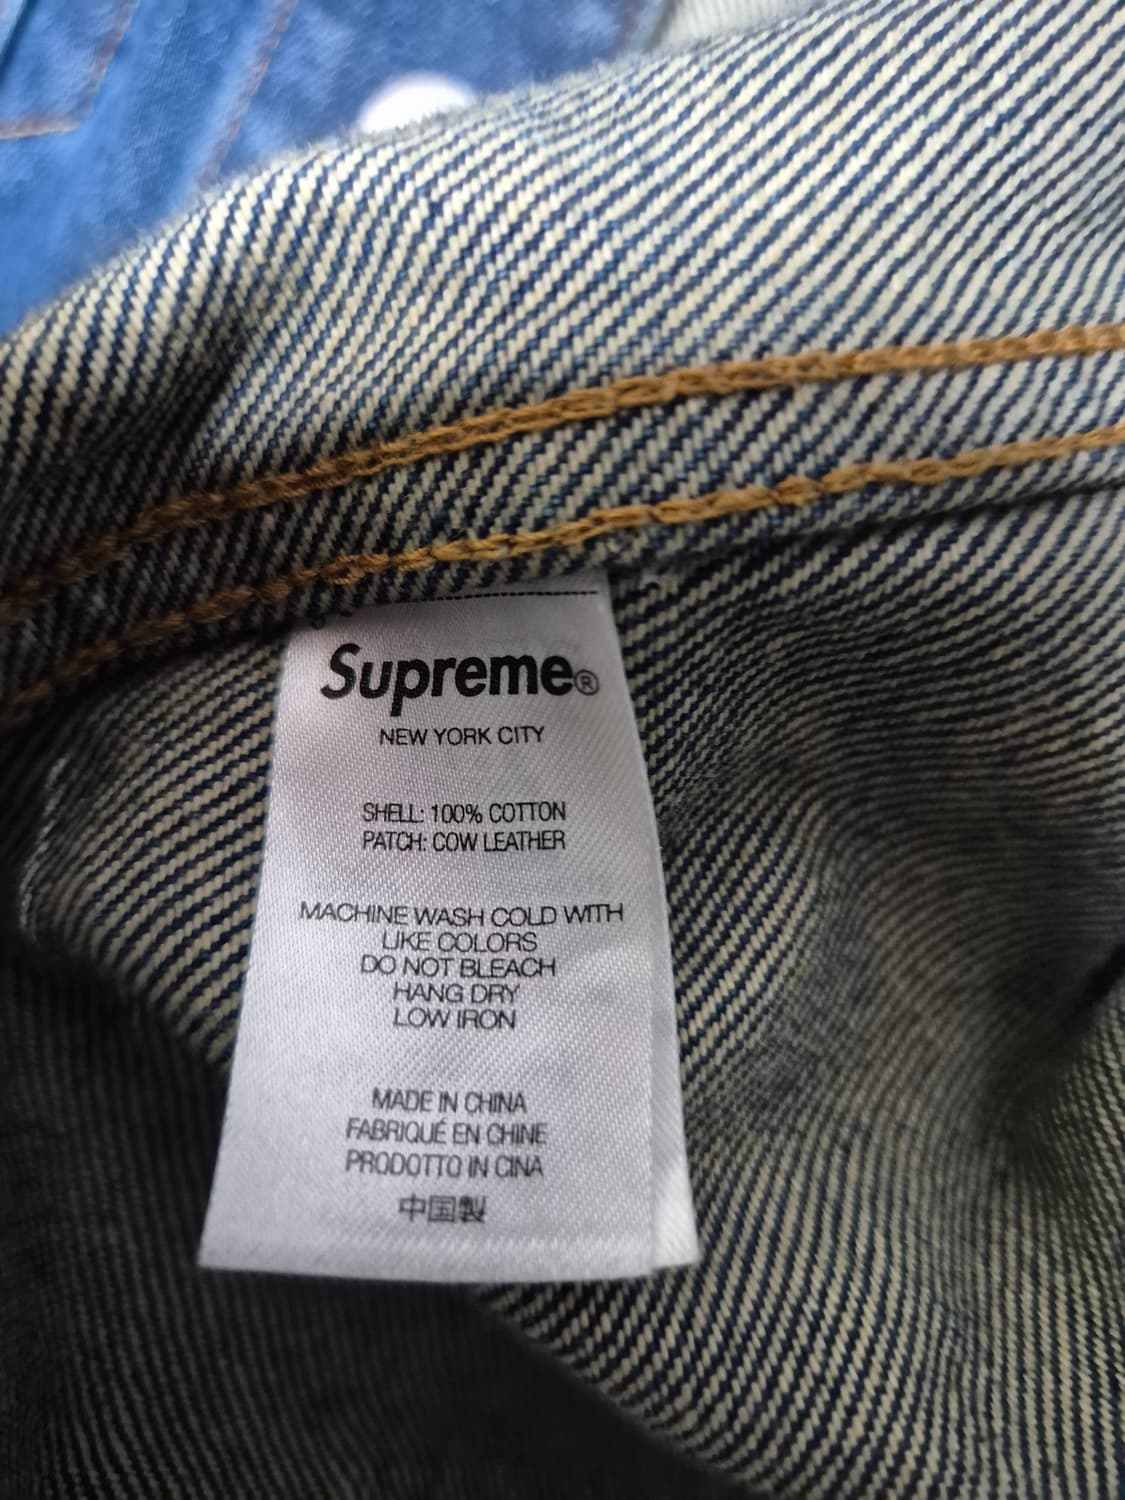 Supreme®
NEW YORK CITY
SHELL: 100% COTTON
PATCH: COW LEATHER
MACHINE WASH COLD WITH
LIKE COLORS
DO NOT BLEACH
HANG DRY
LOW IRON
MADE IN CHINA
FABRIQUÉ EN CHINE
PRODOTTO IN CINA
中国製